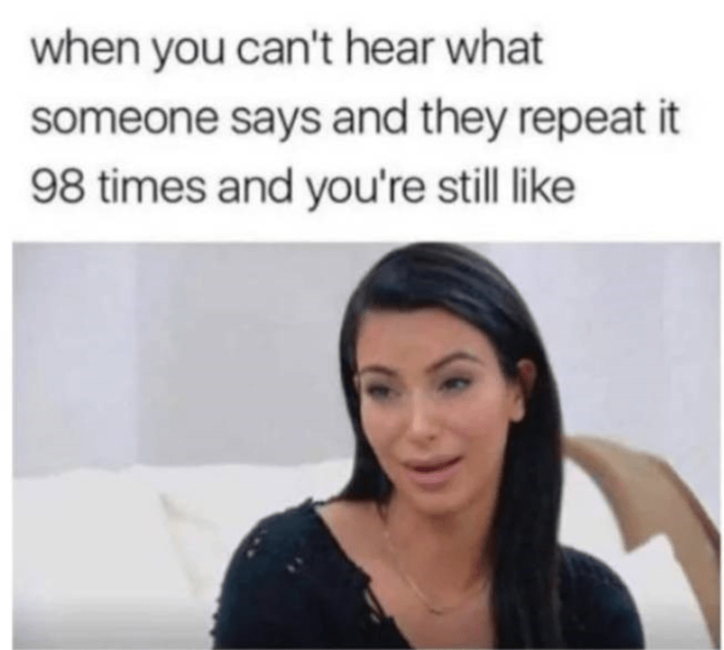 when you can't hear what
someone says and they repeat it
98 times and you're still like